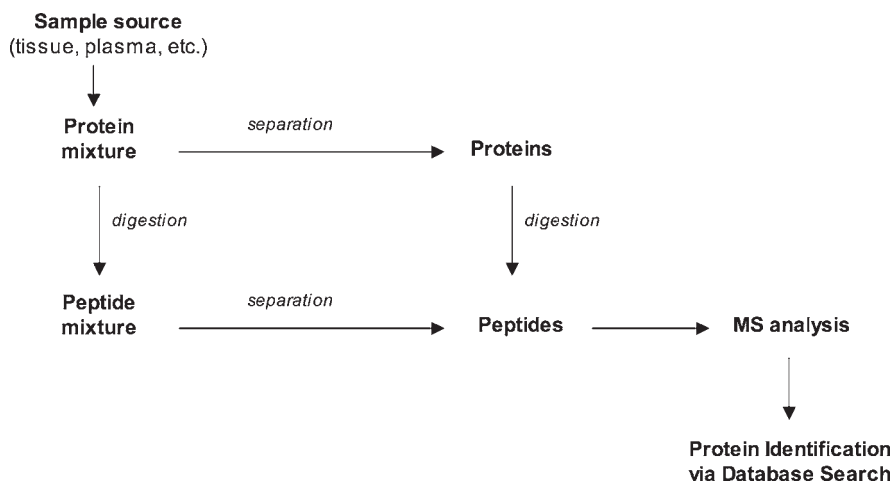 Sample source
(tissue, plasma, etc.)
Protein
mixture
separation
Proteins
digestion
digestion
Peptide
mixture
separation
Peptides
MS analysis
Protein Identification
via Database Search